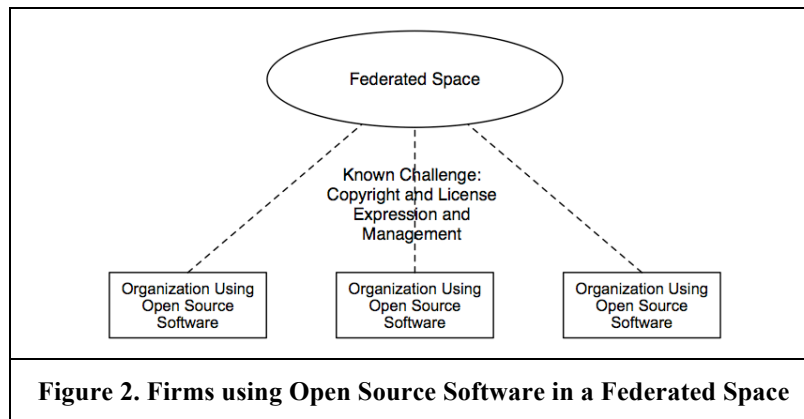 Federated Space
Known Challenge:
Copyright and License
Expression and
Management
Organization Using
Open Source
Software
Organization Using
Open Source
Software
Organization Using
Open Source
Software
Figure 2. Firms using Open Source Software in a Federated Space